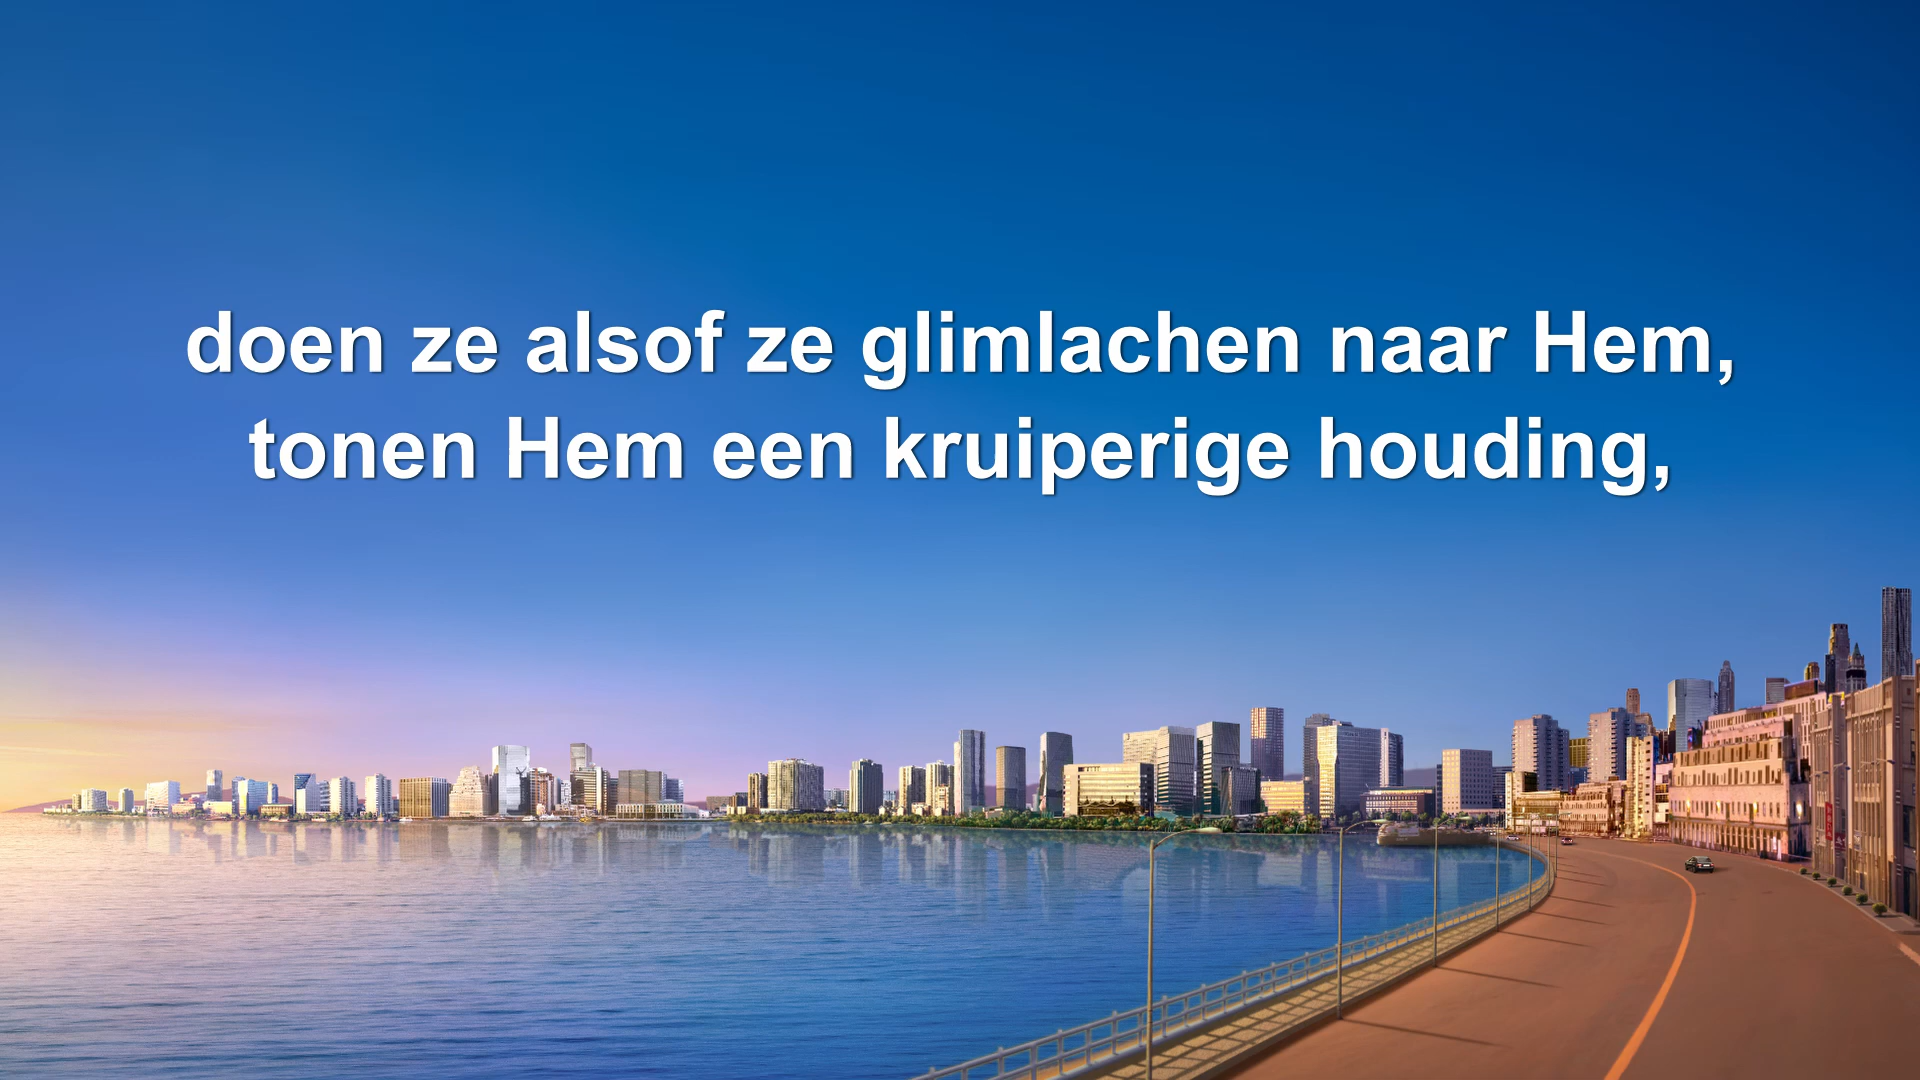 doen ze alsof ze glimlachen naar Hem,
tonen Hem een kruiperige houding,